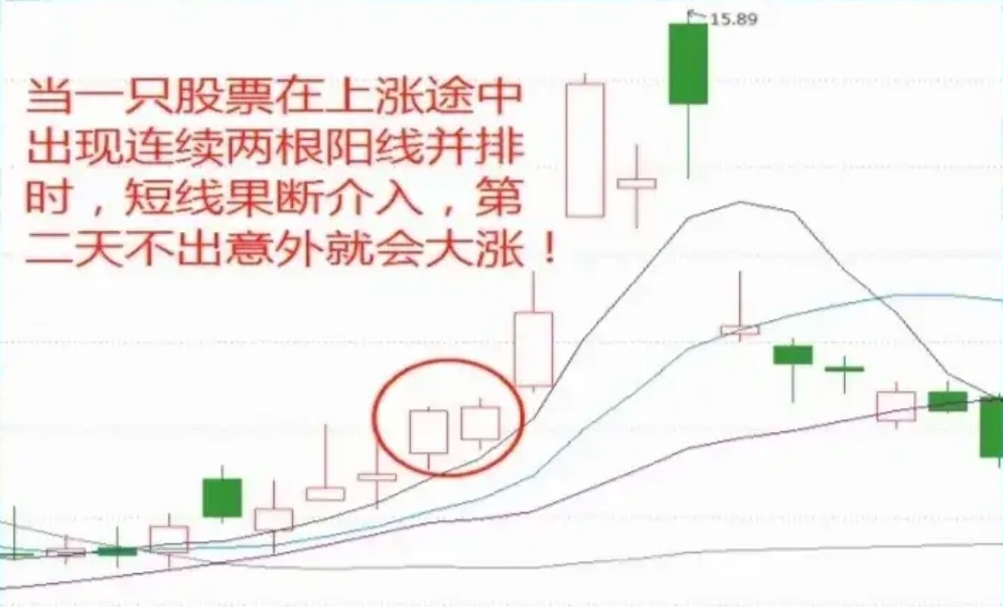 15.89
当一只股票在上涨途中
出现连续两根阳线并排
时，短线果断介入，第
二天不出意外就会大涨！